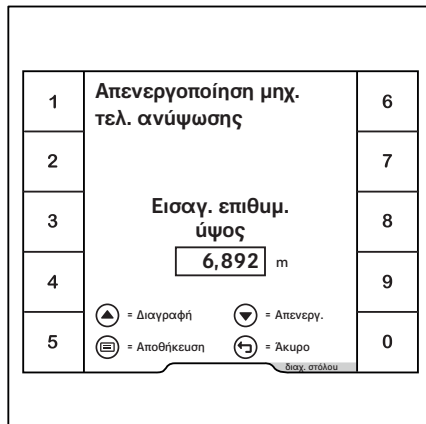 1
Απενεργοποίηση μηχ.
τελ. ανύψωσης
6
2
7
3
Εισαγ. επιθυμ.
ύψος
8
6,892 m
4
9
= Διαγραφή = Απενεργ.
5
= Αποθήκευση = Άκυρο
0
διαχ. στόλου